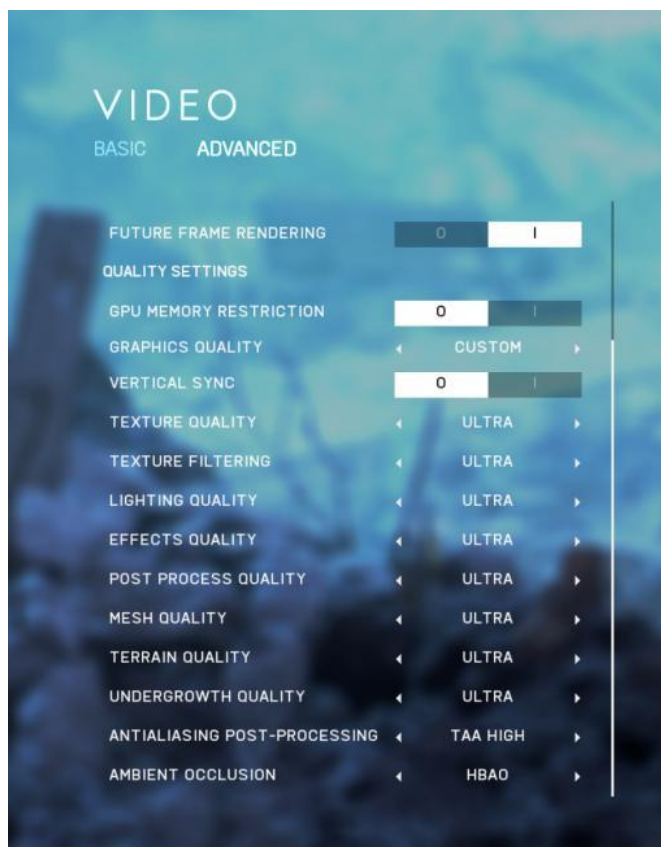 VIDEO
BASIC ADVANCED
FUTURE FRAME RENDERING O I
QUALITY SETTINGS
GPU MEMORY RESTRICTION O I
GRAPHICS QUALITY CUSTOM
VERTICAL SYNC O I
TEXTURE QUALITY ULTRA
TEXTURE FILTERING ULTRA
LIGHTING QUALITY ULTRA
EFFECTS QUALITY ULTRA
POST PROCESS QUALITY ULTRA
MESH QUALITY ULTRA
TERRAIN QUALITY ULTRA
UNDERGROWTH QUALITY ULTRA
ANTIALIASING POST-PROCESSING TAA HIGH
AMBIENT OCCLUSION HBAO